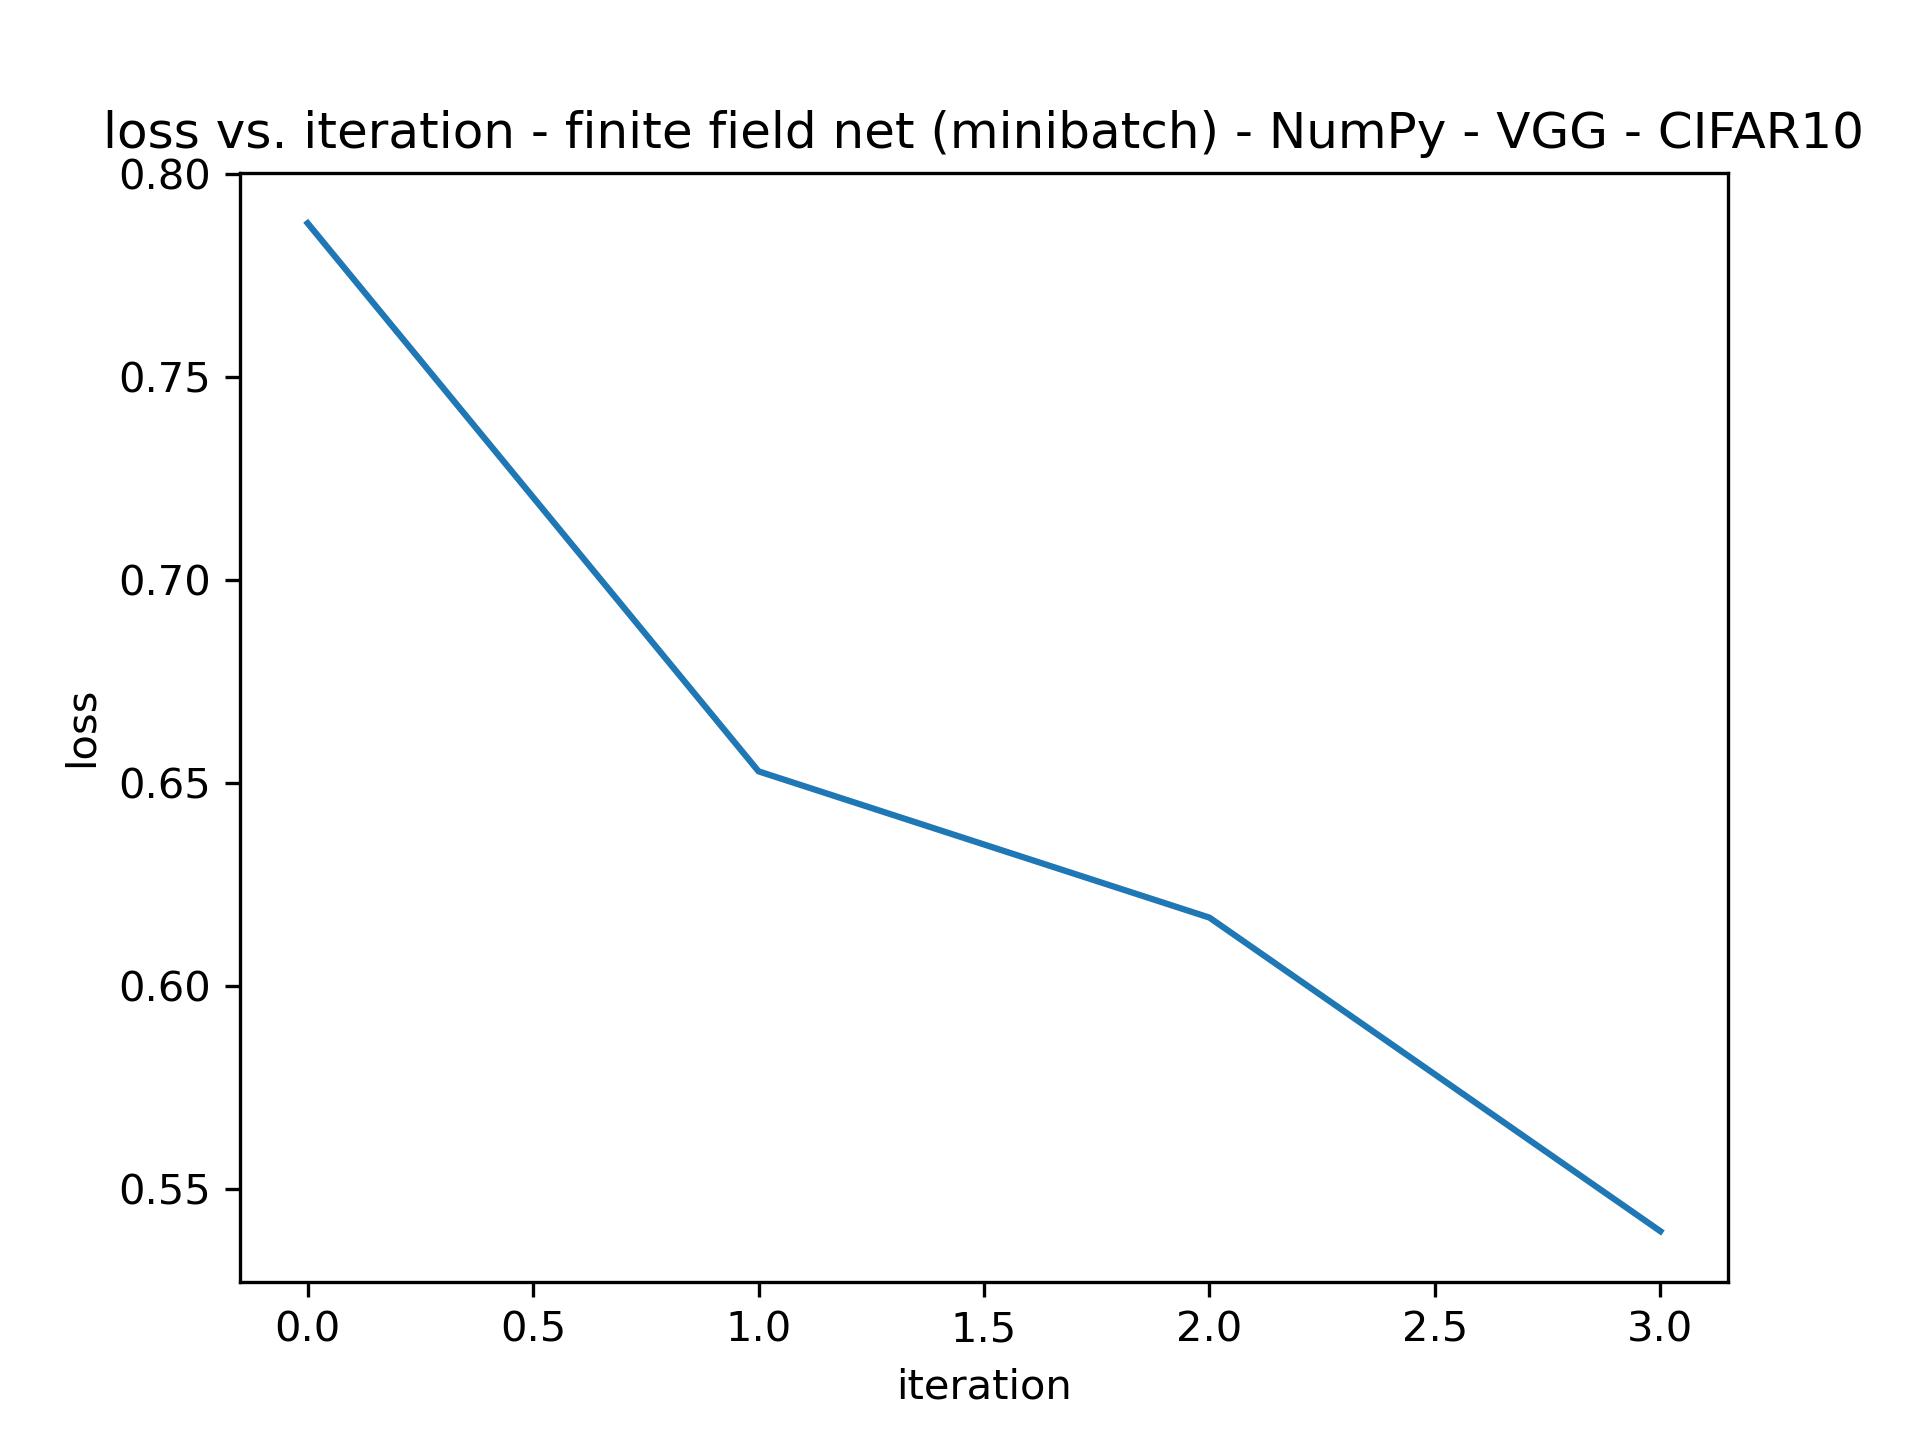 loss vs. iteration - finite field net (minibatch) - NumPy - VGG - CIFAR10
0.80
0.75
0.70
0.65
0.60
0.55
loss
0.0 0.5 1.0 1.5 2.0 2.5 3.0
iteration